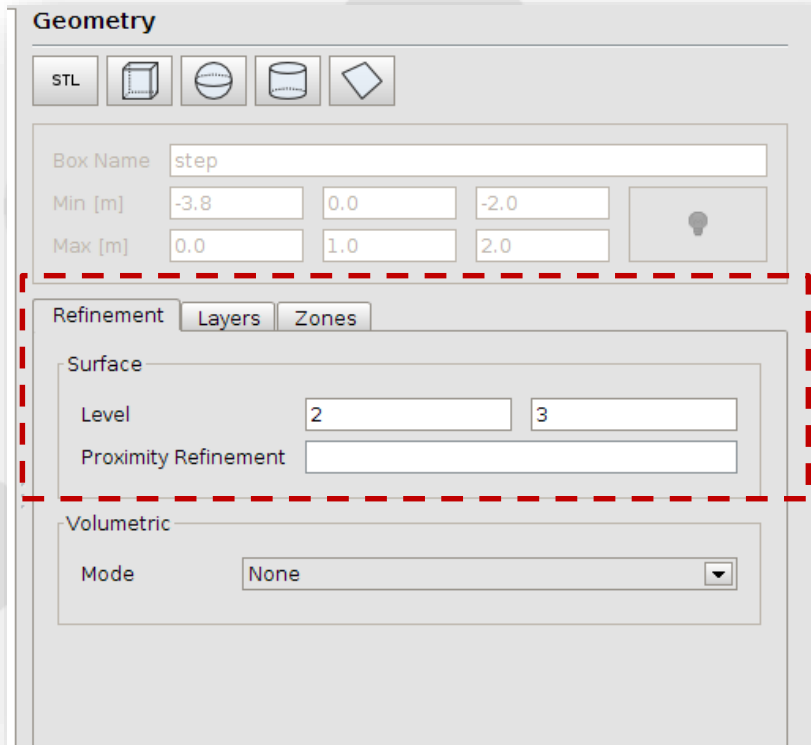 Geometry
STL
Box Name step
Min [m] -3.8 0.0 -2.0
Max [m] 0.0 1.0 2.0
Refinement Layers Zones
Surface
Level 2 3
Proximity Refinement
Volumetric
Mode None